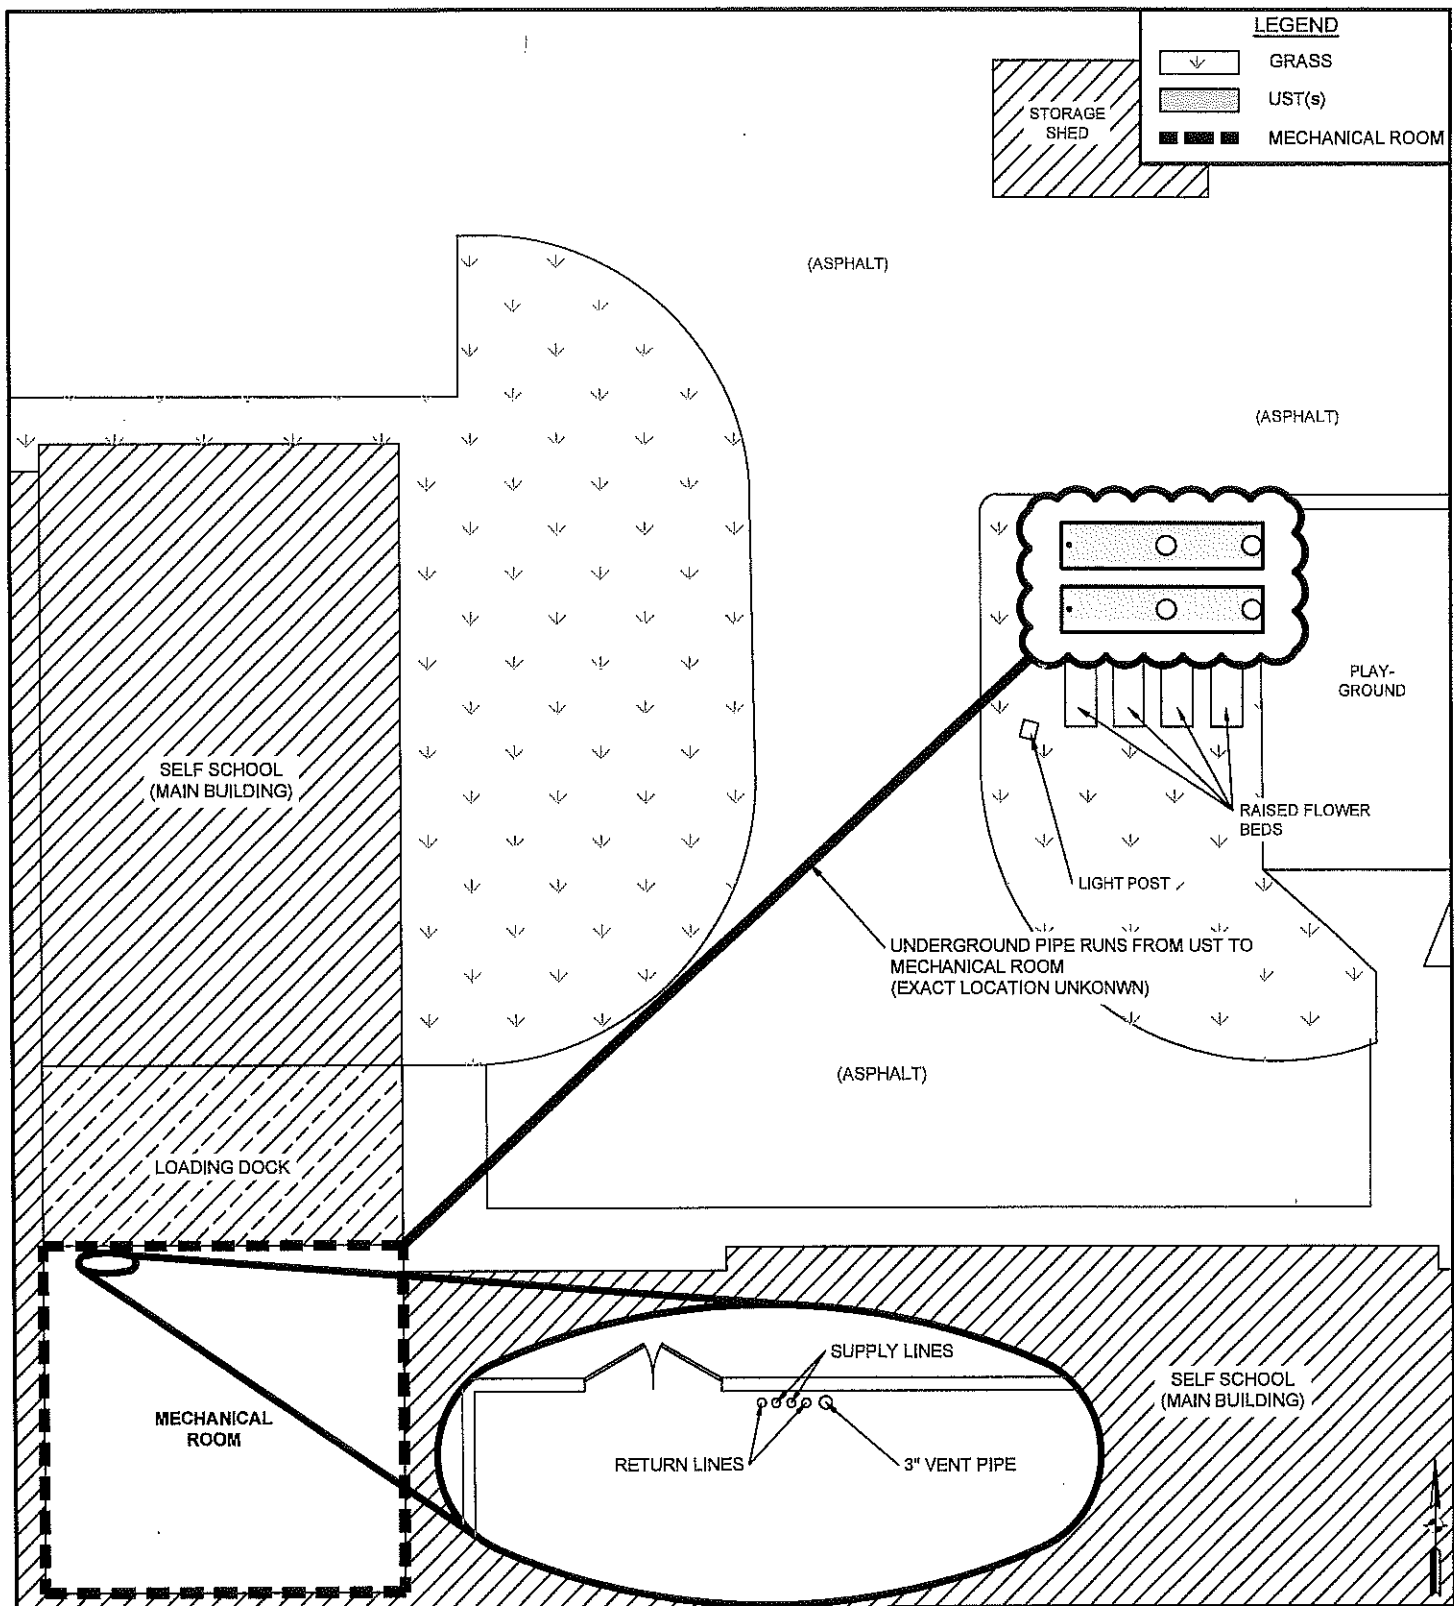 LEGEND
GRASS
UST(s)
MECHANICAL ROOM
STORAGE
SHED
(ASPHALT)
(ASPHALT)
PLAY-
GROUND
SELF SCHOOL
(MAIN BUILDING)
RAISED FLOWER
BEDS
LIGHT POST
UNDERGROUND PIPE RUNS FROM UST TO
MECHANICAL ROOM
(EXACT LOCATION UNKONWN)
(ASPHALT)
LOADING DOCK
SUPPLY LINES
SELF SCHOOL
(MAIN BUILDING)
MECHANICAL
ROOM
RETURN LINES
3" VENT PIPE